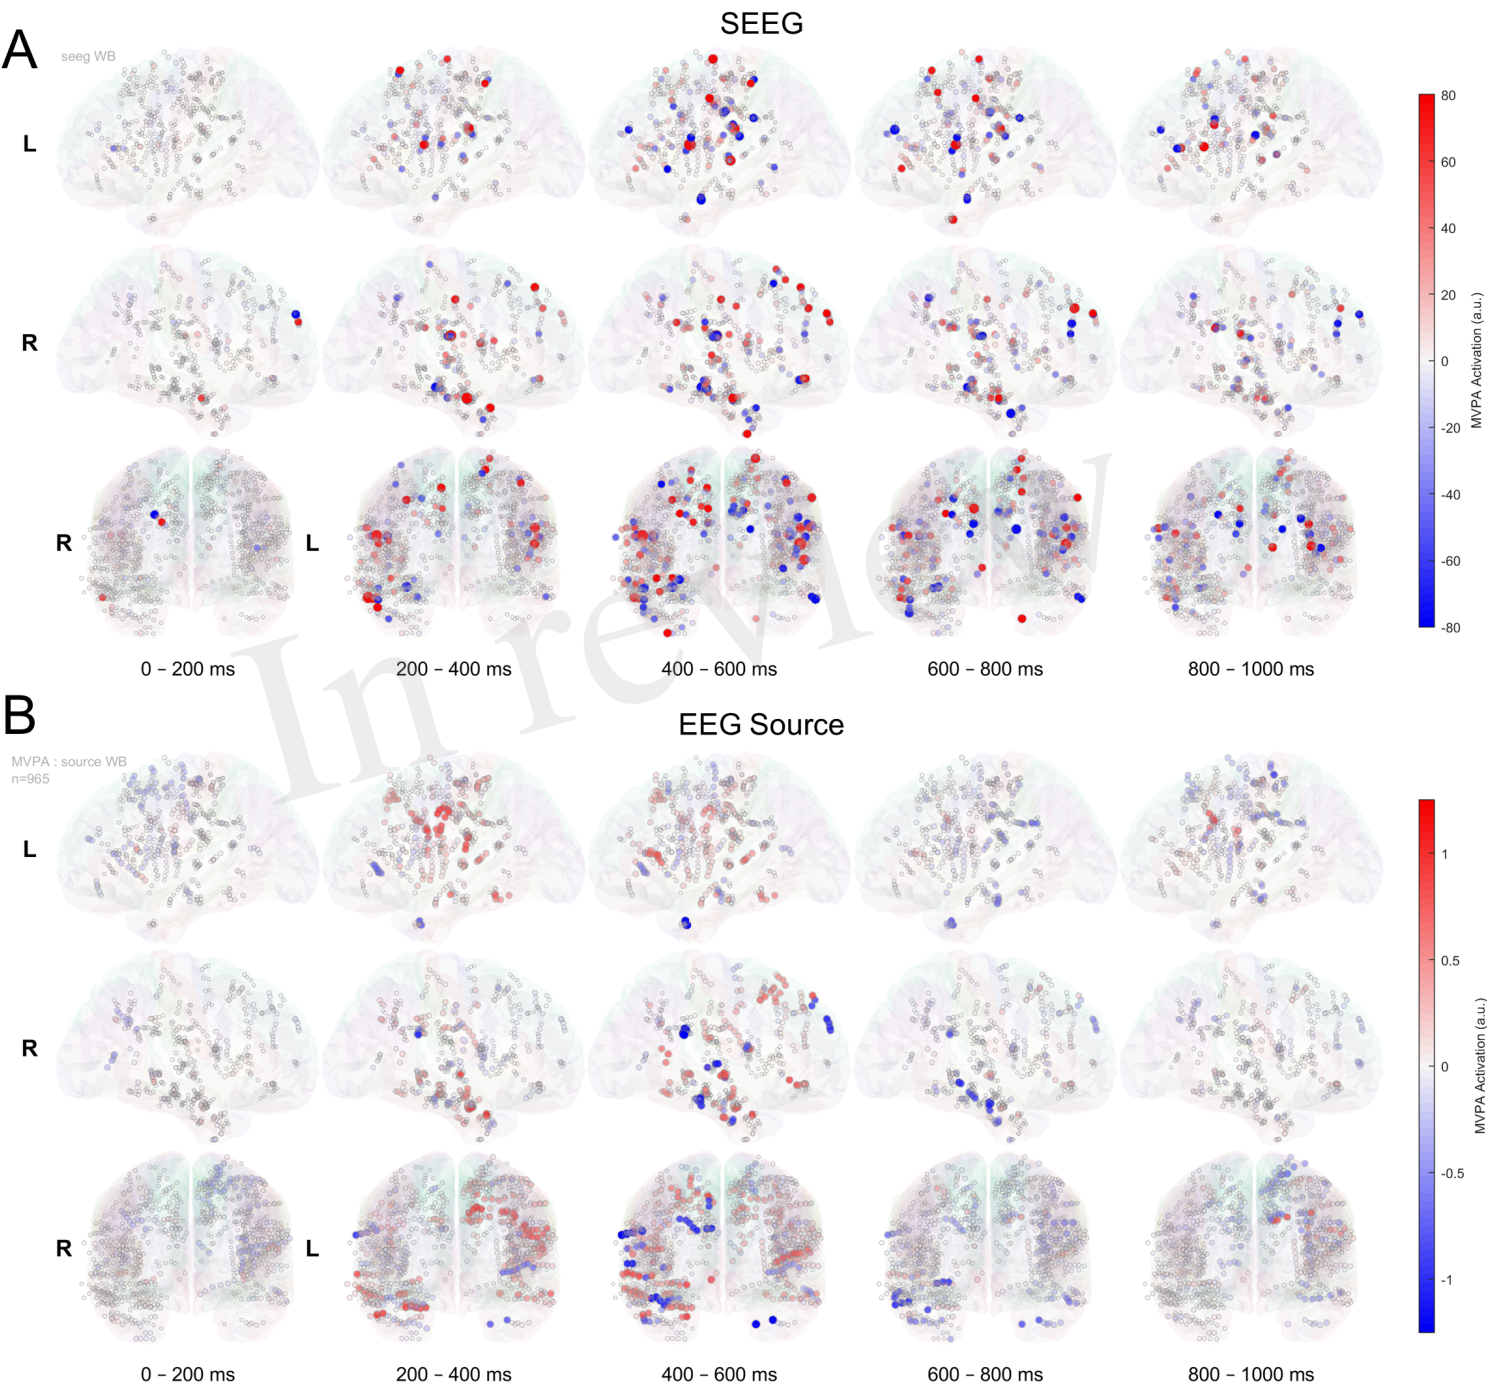 A
SEEG
seeg WB
L
R
R
L
0 – 200 ms
200 – 400 ms
400 – 600 ms
600 – 800 ms
800 – 1000 ms
80
60
40
20
0
-20
-40
-60
-80
MVPA Activation (a.u.)
In review
B
EEG Source
MVPA : source WB
n=965
L
R
R
L
0 – 200 ms
200 – 400 ms
400 – 600 ms
600 – 800 ms
800 – 1000 ms
1
0.5
0
-0.5
-1
MVPA Activation (a.u.)